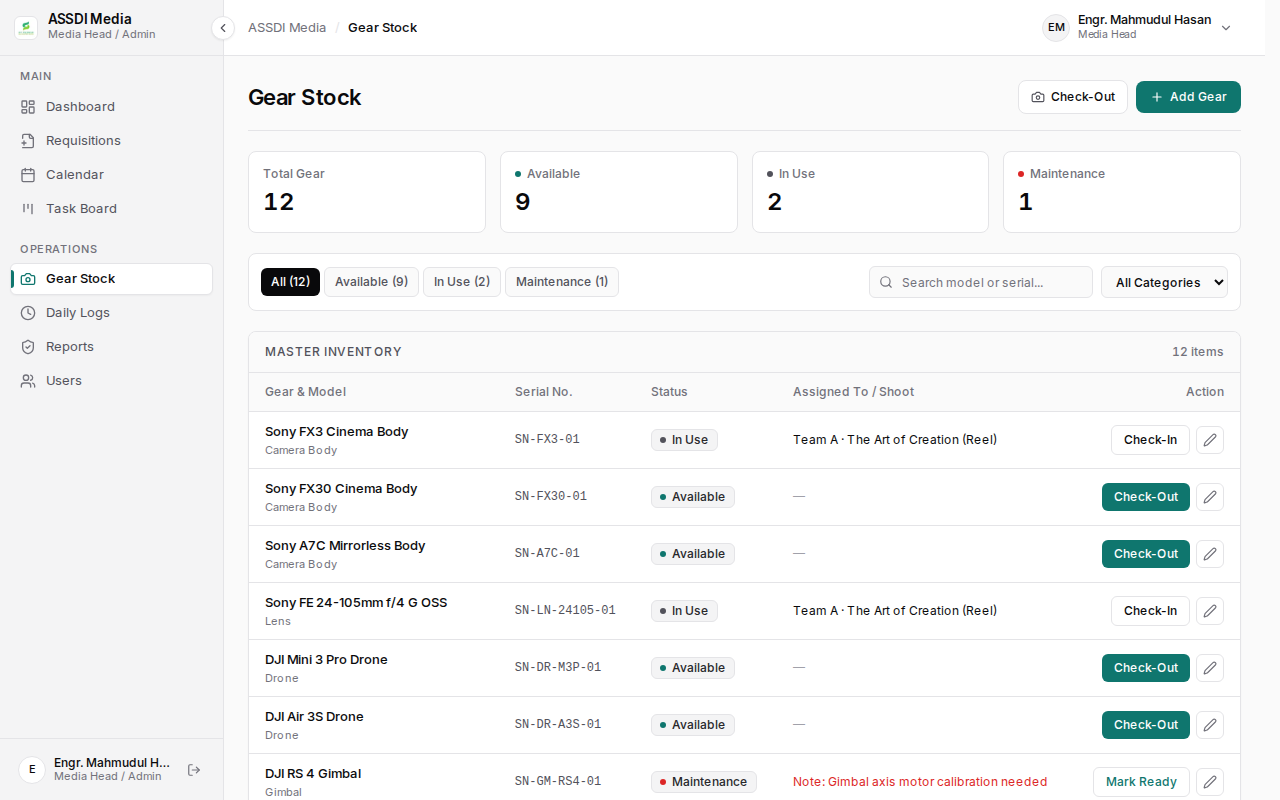 ASSDI Media
Media Head / Admin
MAIN
Dashboard
Requisitions
Calendar
Task Board
OPERATIONS
Gear Stock
Daily Logs
Reports
Users
E
Engr. Mahmudul H...
Media Head / Admin
ASSDI Media / Gear Stock
EM
Engr. Mahmudul Hasan
Media Head
Gear Stock
Check-Out
Add Gear
Total Gear
12
Available
9
In Use
2
Maintenance
1
All (12)
Available (9)
In Use (2)
Maintenance (1)
Search model or serial...
All Categories
MASTER INVENTORY
12 items
Gear & Model Serial No. Status Assigned To / Shoot Action
Sony FX3 Cinema Body
Camera Body
SN-FX3-01
In Use
Team A · The Art of Creation (Reel)
Check-In
Sony FX30 Cinema Body
Camera Body
SN-FX30-01
Available
—
Check-Out
Sony A7C Mirrorless Body
Camera Body
SN-A7C-01
Available
—
Check-Out
Sony FE 24-105mm f/4 G OSS
Lens
SN-LN-24105-01
In Use
Team A · The Art of Creation (Reel)
Check-In
DJI Mini 3 Pro Drone
Drone
SN-DR-M3P-01
Available
—
Check-Out
DJI Air 3S Drone
Drone
SN-DR-A3S-01
Available
—
Check-Out
DJI RS 4 Gimbal
Gimbal
SN-GM-RS4-01
Maintenance
Note: Gimbal axis motor calibration needed
Mark Ready